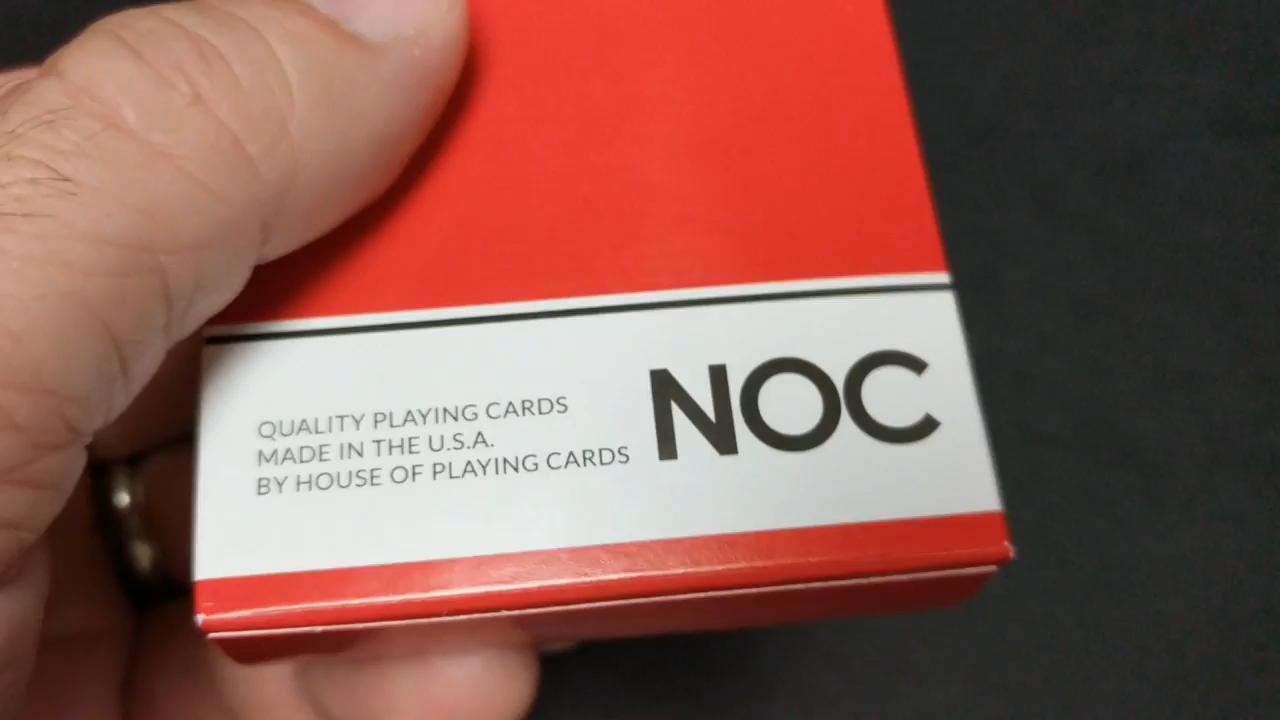 QUALITY PLAYING CARDS
MADE IN THE U.S.A.
BY HOUSE OF PLAYING CARDS
NOC